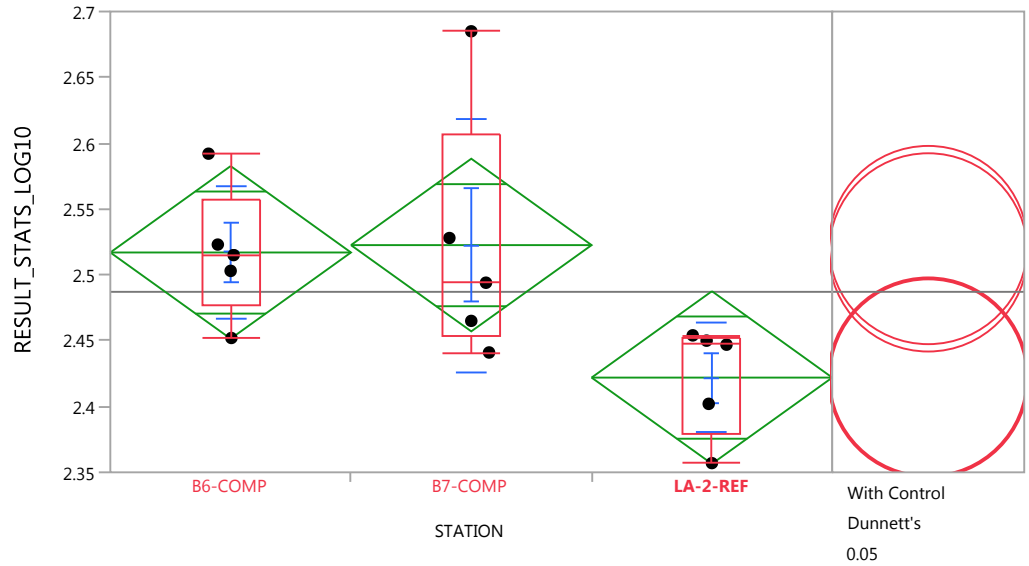 RESULT_STATS_LOG10
2.7
2.65
2.6
2.55
2.5
2.45
2.4
2.35
B6-COMP
B7-COMP
LA-2-REF
STATION
With Control
Dunnett's
0.05